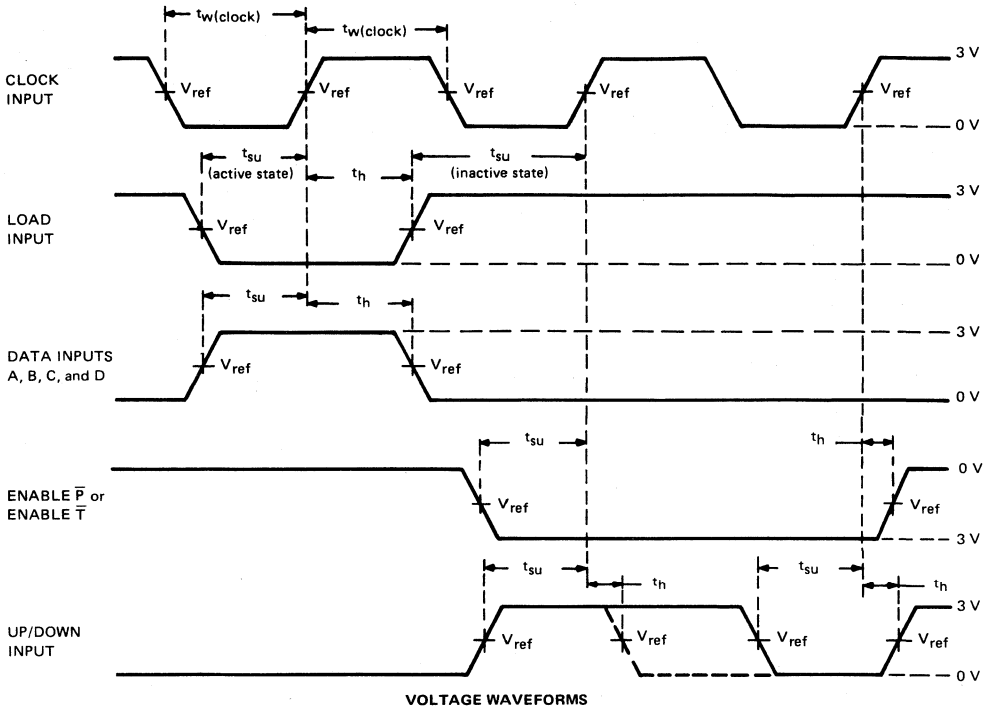 tw(clock)
tw(clock)
CLOCK
INPUT
Vref
Vref
Vref
Vref
Vref
3 V
0 V
tsu
(active state)
th
tsu
(inactive state)
LOAD
INPUT
Vref
Vref
3 V
0 V
tsu
th
DATA INPUTS
A, B, C, and D
Vref
Vref
3 V
0 V
tsu
th
ENABLE P̅ or
ENABLE T̅
Vref
Vref
0 V
3 V
tsu
th
tsu
th
UP/DOWN
INPUT
Vref
Vref
Vref
Vref
3 V
0 V
VOLTAGE WAVEFORMS